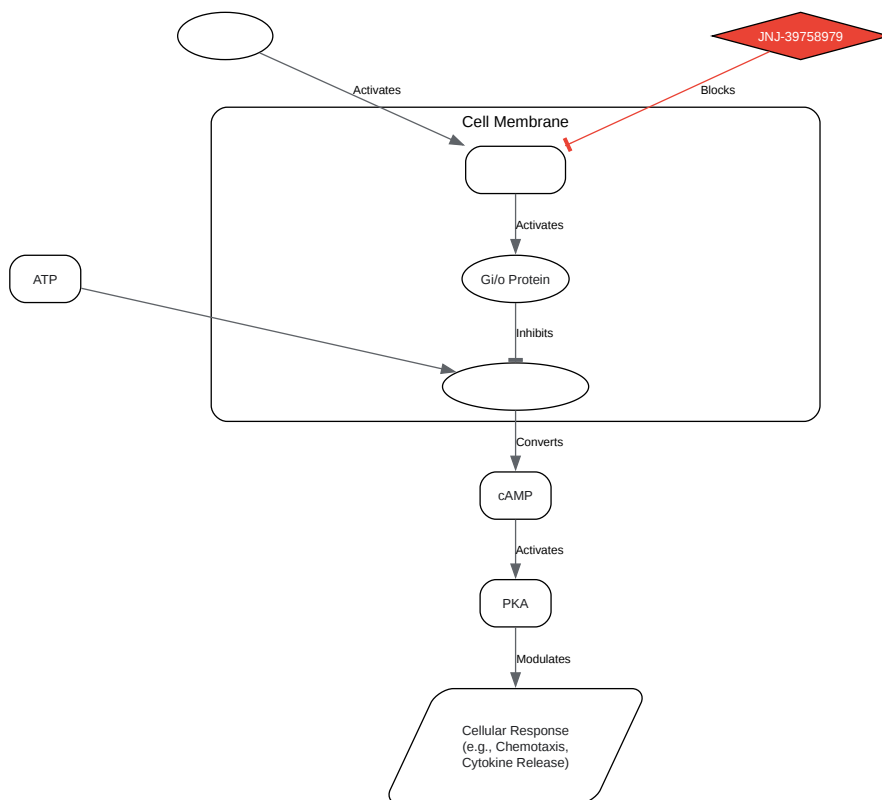 JNJ-39758979
Activates
Blocks
Cell Membrane
Activates
ATP
Gi/o Protein
Inhibits
Converts
cAMP
Activates
PKA
Modulates
Cellular Response
(e.g., Chemotaxis,
Cytokine Release)